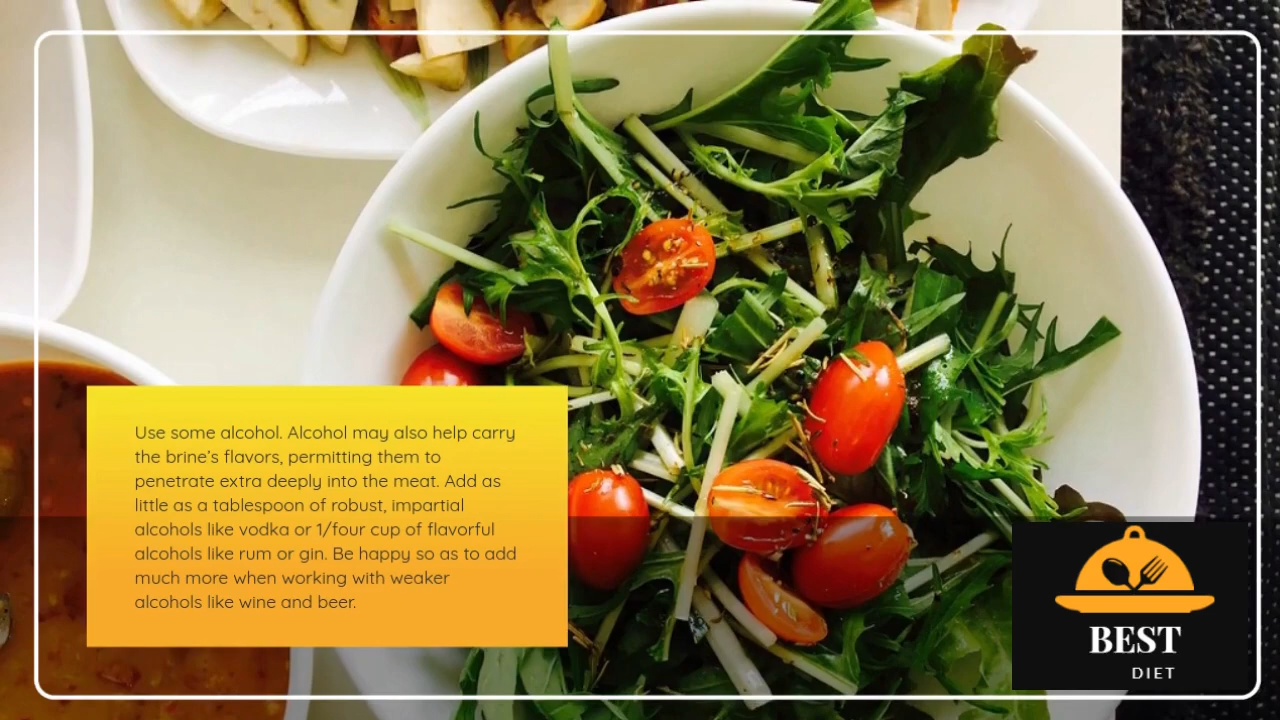 Use some alcohol. Alcohol may also help carry
the brine's flavors, permitting them to
penetrate extra deeply into the meat. Add as
little as a tablespoon of robust, impartial
alcohols like vodka or 1/four cup of flavorful
alcohols like rum or gin. Be happy so as to add
much more when working with weaker
alcohols like wine and beer.
BEST
DIET